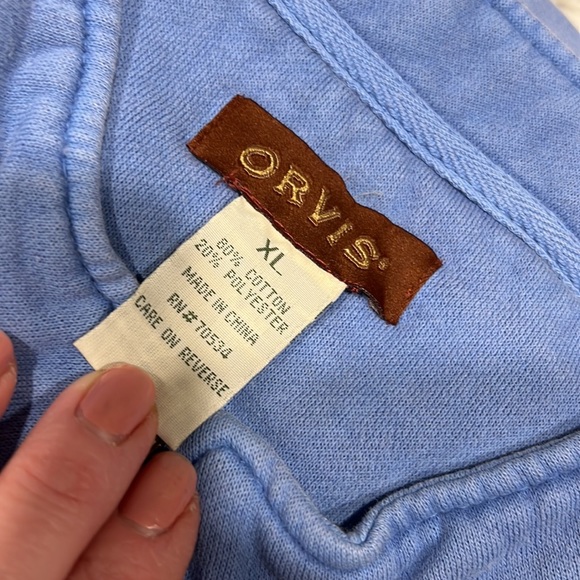 ORVIS
XL
80% COTTON
20% POLYESTER
MADE IN CHINA
RN# 70534
CARE ON REVERSE